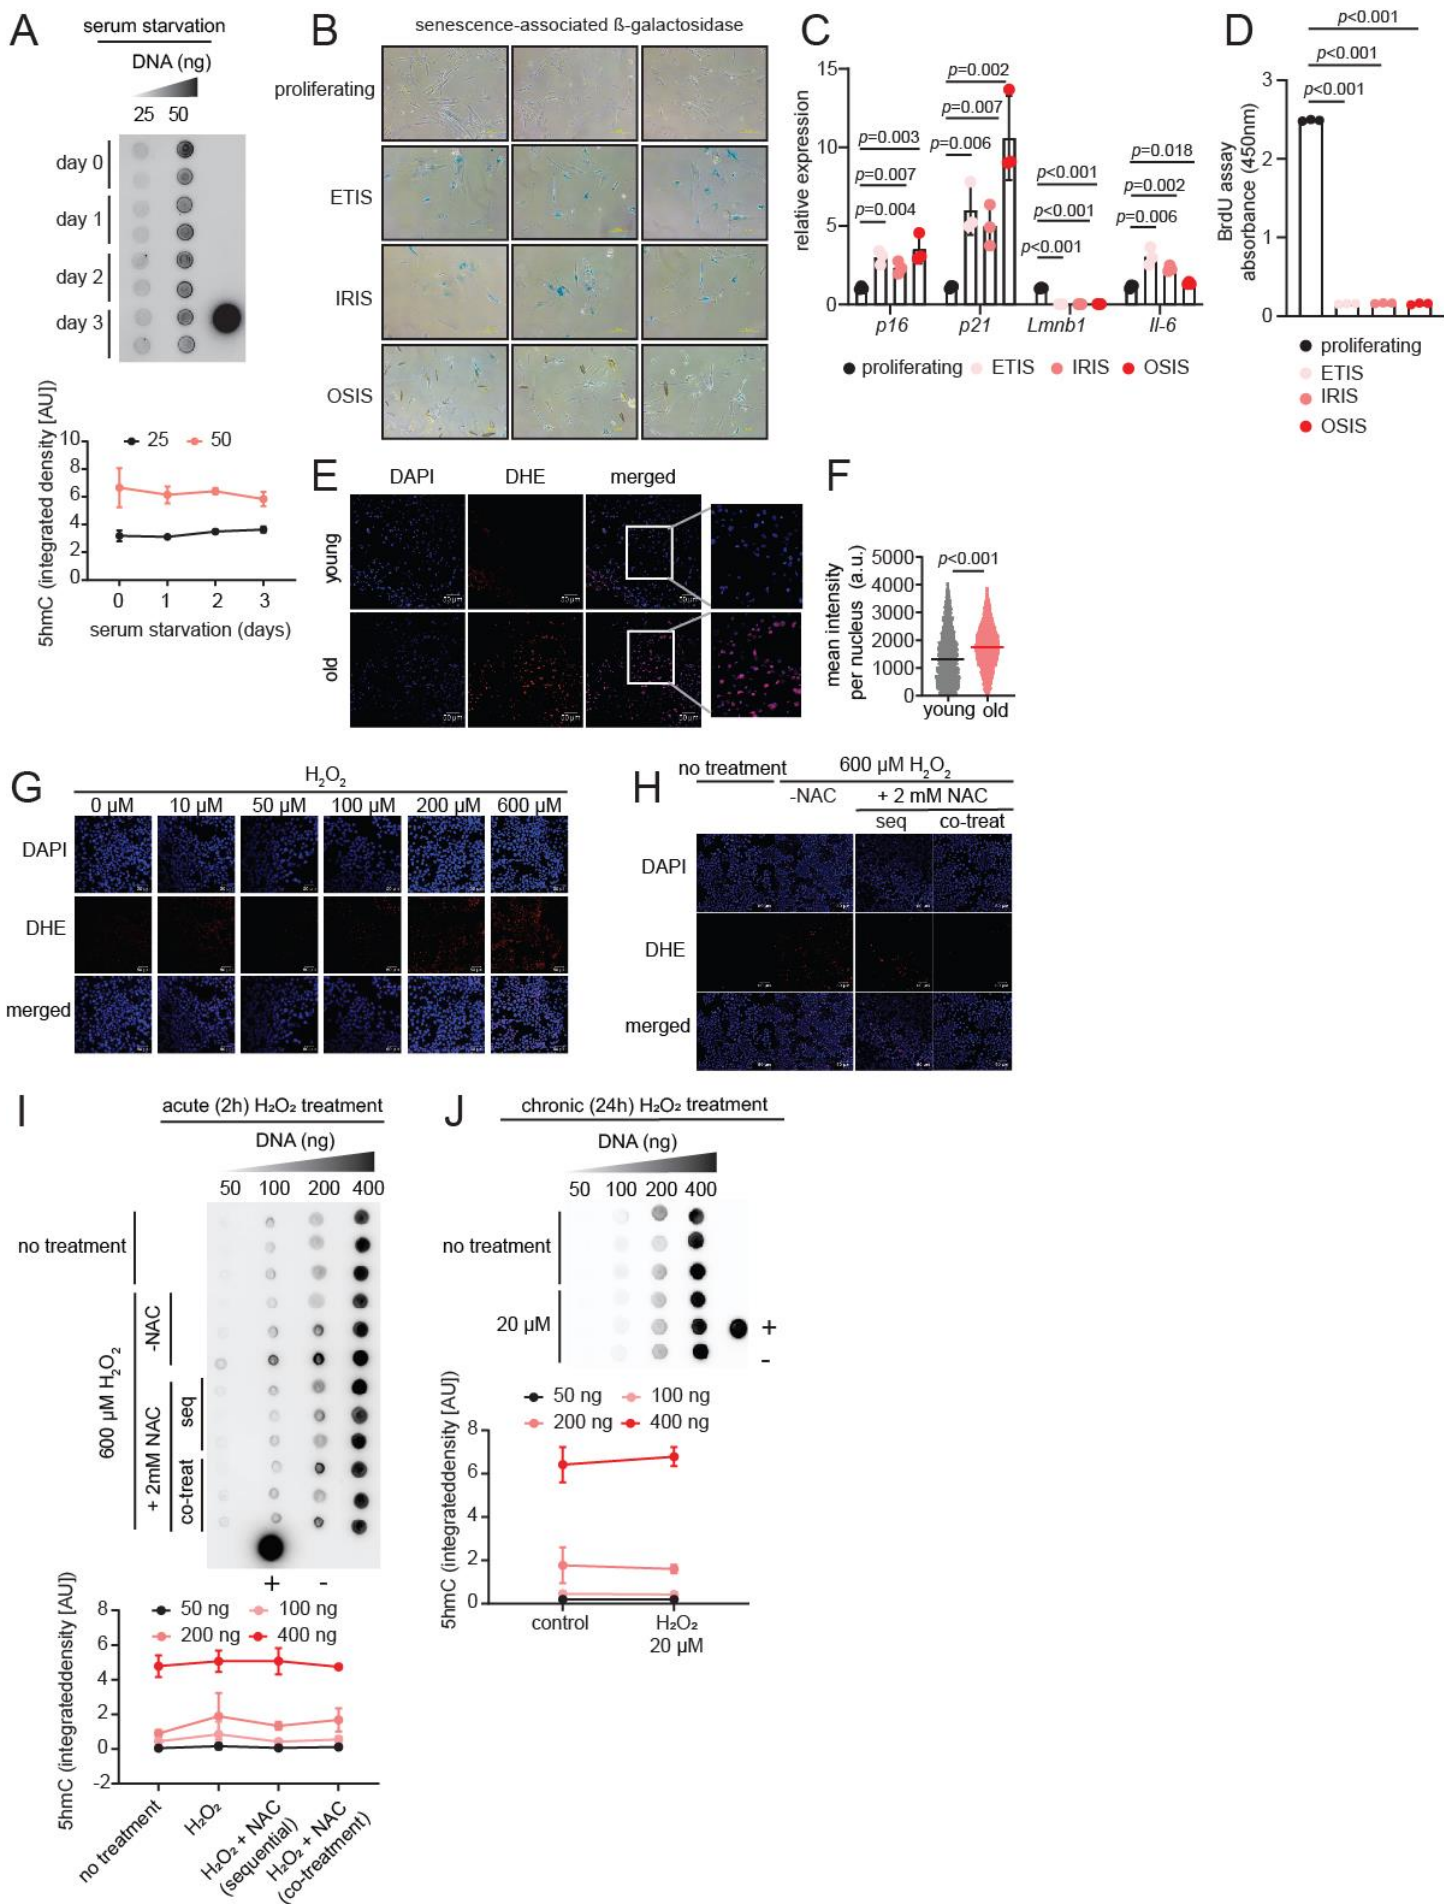 A
serum starvation
DNA (ng)
25 50
day 0
day 1
day 2
day 3
5hmC (integrated density [AU])
10
8
6
4
2
0
25 50
0 1 2 3
serum starvation (days)
B
senescence-associated ß-galactosidase
proliferating
ETIS
IRIS
OSIS
C
relative expression
15
10
5
0
p=0.004
p=0.007
p=0.003
p=0.006
p=0.007
p=0.002
p<0.001
p<0.001
p<0.001
p=0.006
p=0.002
p=0.018
p16 p21 Lmnb1 Il-6
proliferating ETIS IRIS OSIS
D
BrdU assay
absorbance (450nm)
3
2
1
0
p<0.001
p<0.001
p<0.001
proliferating
ETIS
IRIS
OSIS
E
DAPI DHE merged
young
old
F
mean intensity
per nucleus (a.u.)
5000
4000
3000
2000
1000
0
p<0.001
young old
G
H₂O₂
0 µM 10 µM 50 µM 100 µM 200 µM 600 µM
DAPI
DHE
merged
H
no treatment 600 µM H₂O₂
-NAC + 2 mM NAC
seq co-treat
DAPI
DHE
merged
I
acute (2h) H₂O₂ treatment
DNA (ng)
50 100 200 400
no treatment
600 µM H₂O₂
-NAC
+ 2mM NAC
seq
co-treat
+ -
5hmC (integrateddensity [AU])
8
6
4
2
0
-2
50 ng 100 ng
200 ng 400 ng
no treatment
H₂O₂
H₂O₂ + NAC
(sequential)
H₂O₂ + NAC
(co-treatment)
J
chronic (24h) H₂O₂ treatment
DNA (ng)
50 100 200 400
no treatment
20 µM
+
-
5hmC (integrateddensity [AU])
8
6
4
2
0
50 ng 100 ng
200 ng 400 ng
control H₂O₂
20 µM